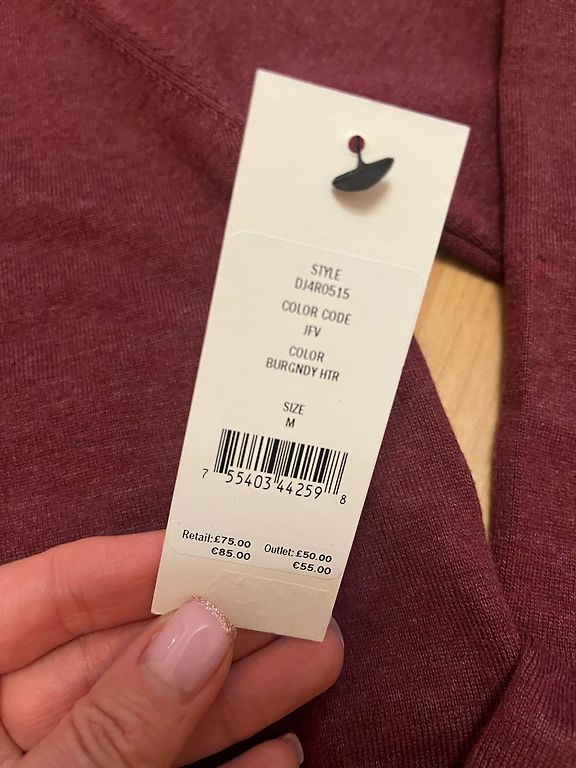 STYLE
DJ4R0515
COLOR CODE
JFV
COLOR
BURGNDY HTR
SIZE
M
7 55403 44259 8
Retail:£75.00 Outlet:£50.00
€85.00 €55.00